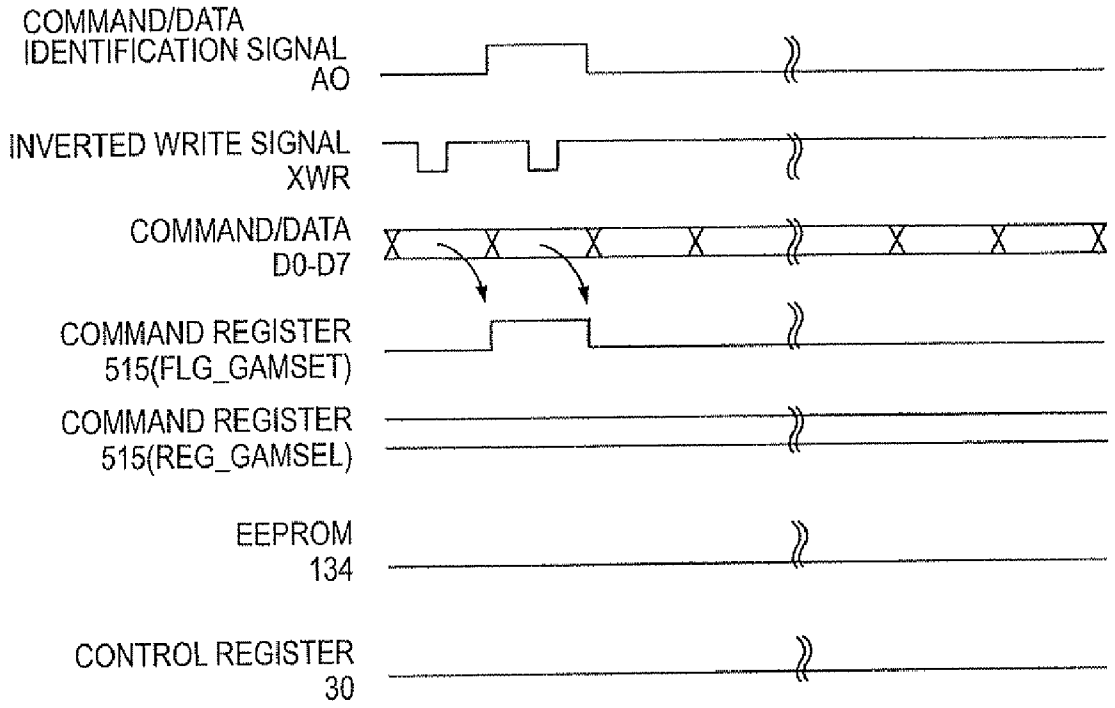 COMMAND/DATA
IDENTIFICATION SIGNAL
AO
INVERTED WRITE SIGNAL
XWR
COMMAND/DATA
D0-D7
COMMAND REGISTER
515(FLG_GAMSET)
COMMAND REGISTER
515(REG_GAMSEL)
EEPROM
134
CONTROL REGISTER
30